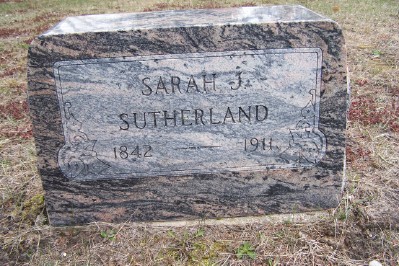 SARAH J.
SUTHERLAND
1842 — 1911